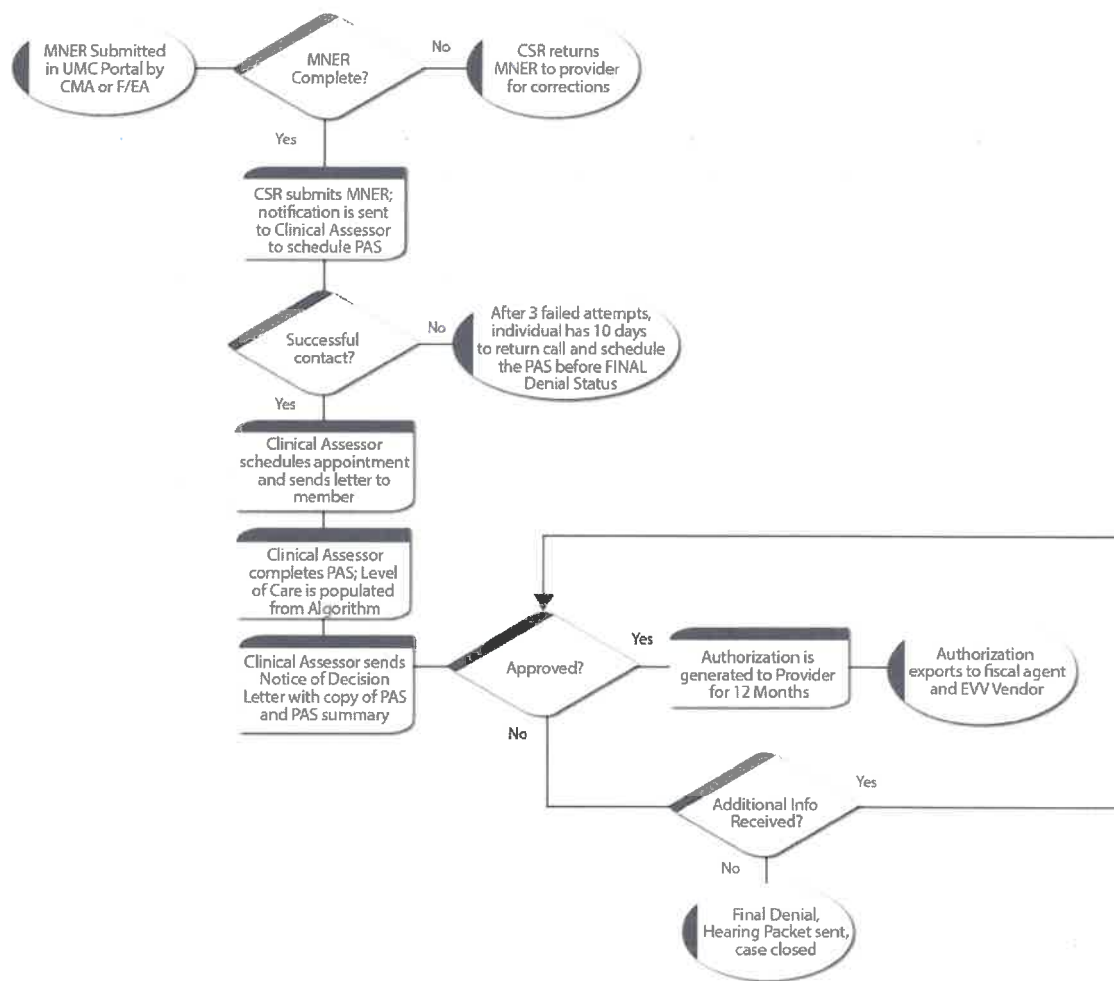 MNER Submitted
in UMC Portal by
CMA or F/EA
MNER
Complete?
No
CSR returns
MNER to provider
for corrections
Yes
CSR submits MNER;
notification is sent
to Clinical Assessor
to schedule PAS
Successful
contact?
No
After 3 failed attempts,
individual has 10 days
to return call and schedule
the PAS before FINAL
Denial Status
Yes
Clinical Assessor
schedules appointment
and sends letter to
member
Clinical Assessor
completes PAS; Level
of Care is populated
from Algorithm
Clinical Assessor sends
Notice of Decision
Letter with copy of PAS
and PAS summary
Approved?
Yes
Authorization is
generated to Provider
for 12 Months
Authorization
exports to fiscal agent
and EVV Vendor
No
Additional Info
Received?
Yes
No
Final Denial,
Hearing Packet sent,
case closed